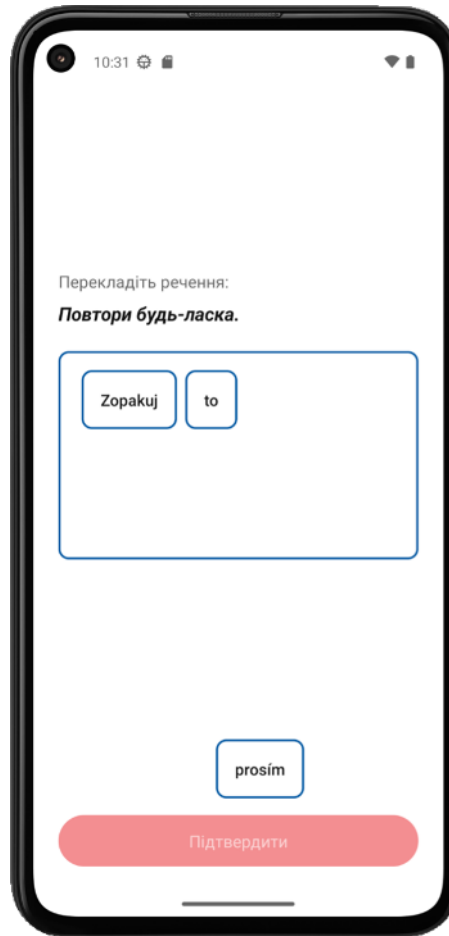 10:31
Перекладіть речення:
Повтори будь-ласка.
Zopakuj to
prosím
Підтвердити